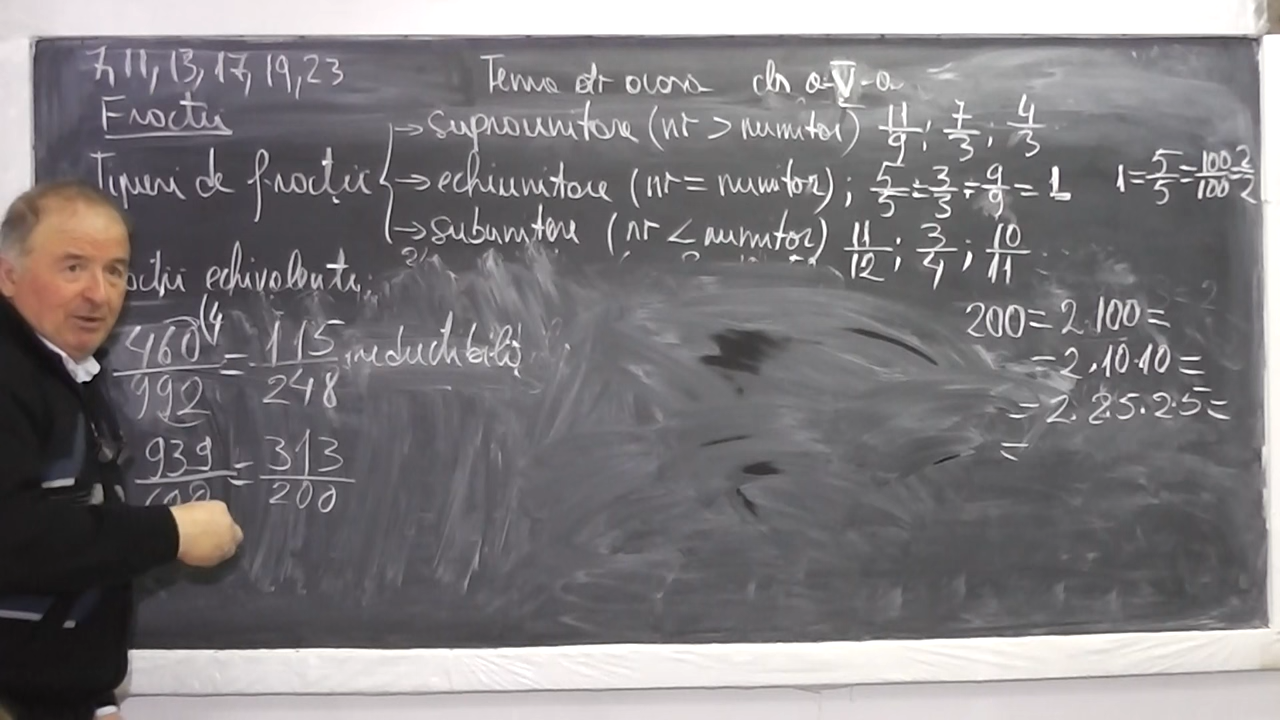 7, 11, 13, 17, 19, 23
Tema de acasă cls a-V-a
Fracții
Tipuri de fracții
→ supraunitare (nr > numitor) 11/9 ; 7/3 ; 4/3
→ echiunitare (nr = numitor) ; 5/5 = 3/3 = 9/9 = 1
1 = 5/5 = 100/100 = 2/2
→ subunitare (nr < numitor) 11/12 ; 3/4 ; 10/11
echivalente;
460/992 (4 = 115/248 ireductibilă
939/ = 313/200
200 = 2·100 =
= 2·10·10 =
= 2·2·5·2·5 =
=